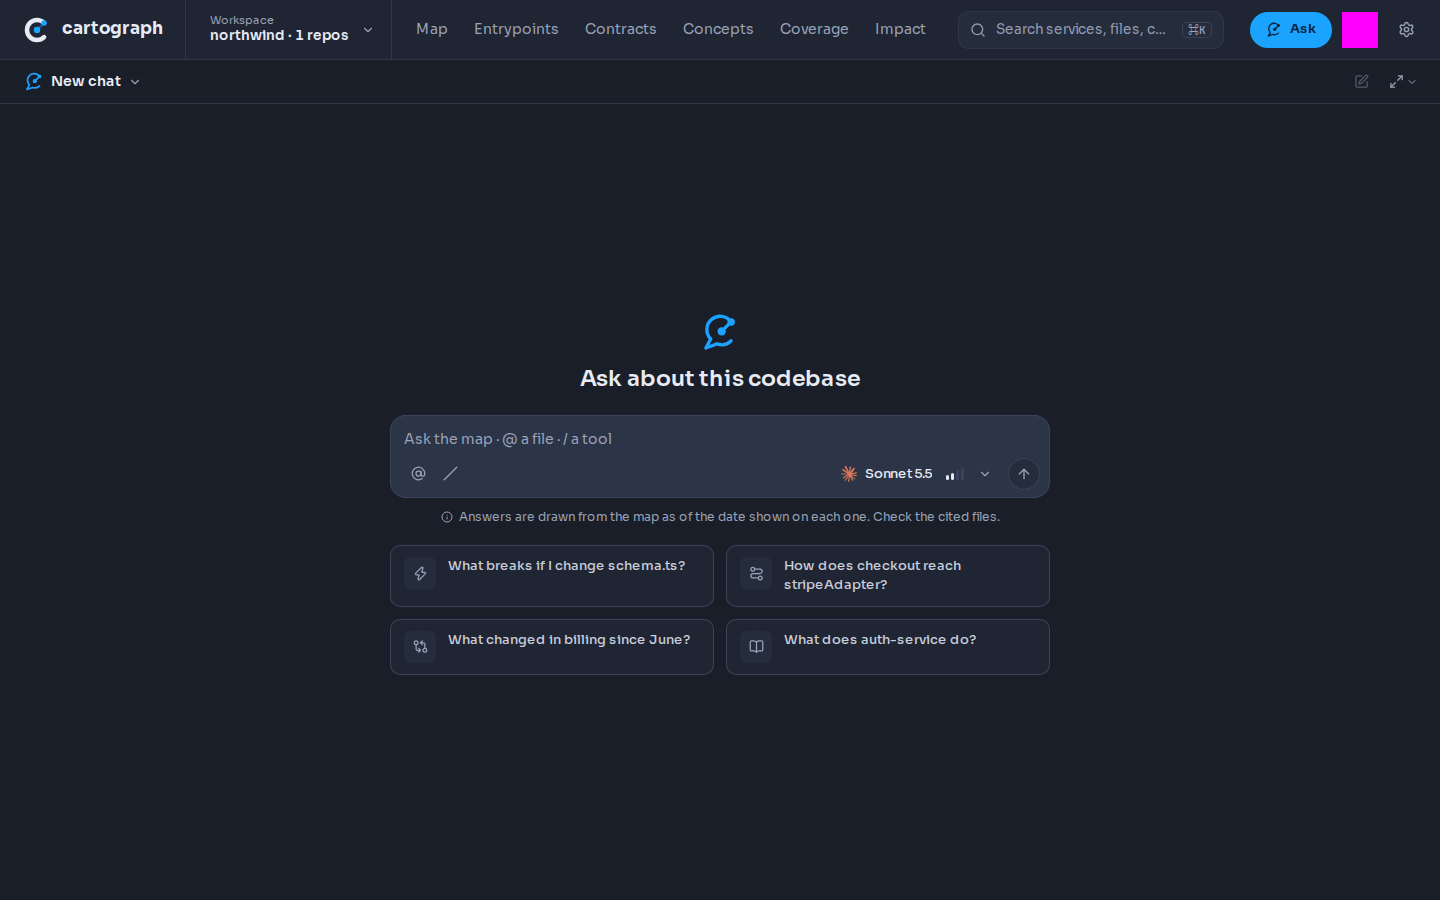 cartograph
Workspace
northwind · 1 repos
Map
Entrypoints
Contracts
Concepts
Coverage
Impact
Search services, files, c...
⌘K
Ask
New chat
Ask about this codebase
Ask the map · @ a file · / a tool
Sonnet 5.5
Answers are drawn from the map as of the date shown on each one. Check the cited files.
What breaks if I change schema.ts?
How does checkout reach
stripeAdapter?
What changed in billing since June?
What does auth-service do?